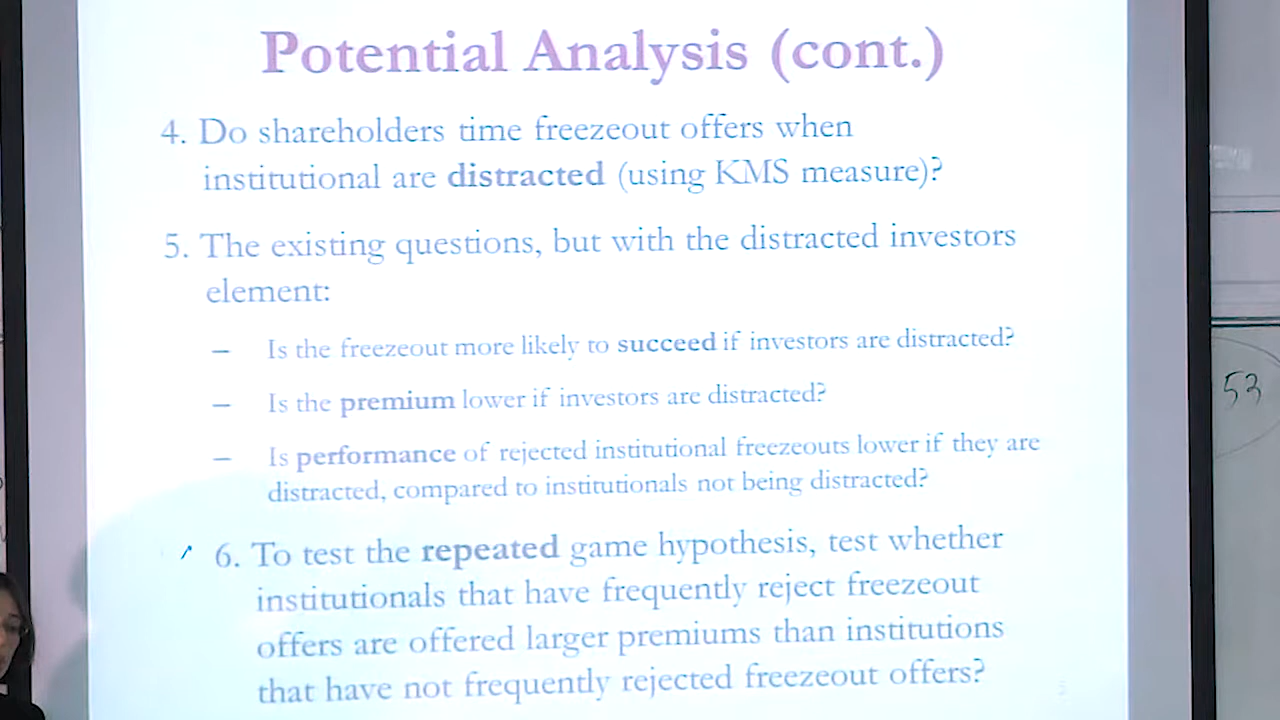 Potential Analysis (cont.)
4. Do shareholders time freezeout offers when
institutional are distracted (using KMS measure)?
5. The existing questions, but with the distracted investors
element:
– Is the freezeout more likely to succeed if investors are distracted?
– Is the premium lower if investors are distracted?
– Is performance of rejected institutional freezeouts lower if they are
distracted, compared to institutionals not being distracted?
6. To test the repeated game hypothesis, test whether
institutionals that have frequently reject freezeout
offers are offered larger premiums than institutions
that have not frequently rejected freezeout offers?
53